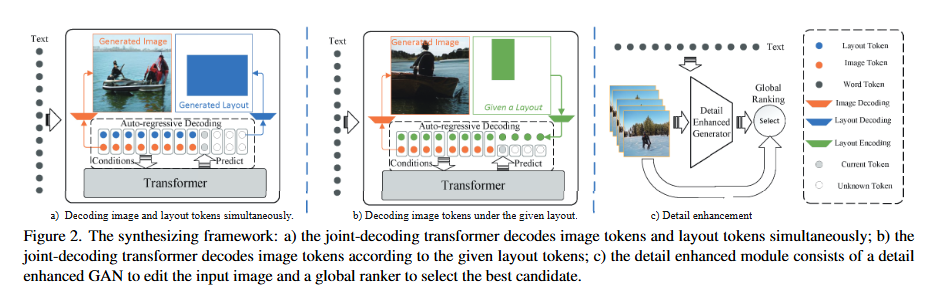 Text
Generated Image
Generated Layout
Auto-regressive Decoding
Conditions
Predict
Transformer
a) Decoding image and layout tokens simultaneously.
Text
Generated Image
Given a Layout
Auto-regressive Decoding
Conditions
Predict
Transformer
b) Decoding image tokens under the given layout.
Text
Detail
Enhanced
Generator
Global
Ranking
Select
c) Detail enhancement
Layout Token
Image Token
Word Token
Image Decoding
Layout Decoding
Layout Encoding
Current Token
Unknown Token
Figure 2. The synthesizing framework: a) the joint-decoding transformer decodes image tokens and layout tokens simultaneously; b) the
joint-decoding transformer decodes image tokens according to the given layout tokens; c) the detail enhanced module consists of a detail
enhanced GAN to edit the input image and a global ranker to select the best candidate.